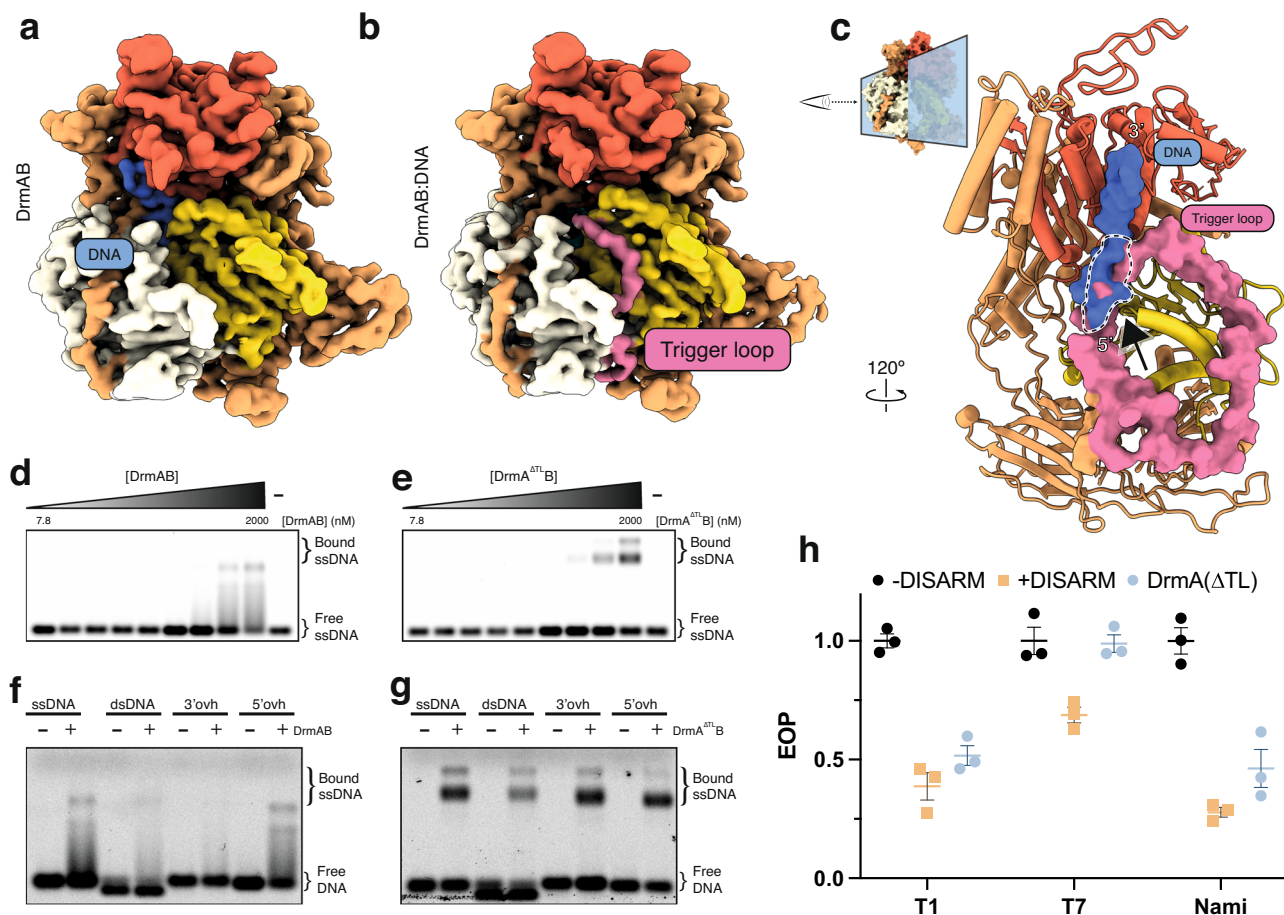 a
DrmAB
DNA
b
DrmAB:DNA
Trigger loop
c
3'
DNA
Trigger loop
5'
120º
d
[DrmAB]
–
7.8
2000
[DrmAB] (nM)
Bound
ssDNA
Free
ssDNA
e
[DrmA^ΔTL B]
–
7.8
2000
[DrmA^ΔTL B] (nM)
Bound
ssDNA
Free
ssDNA
f
ssDNA dsDNA 3'ovh 5'ovh
– + – + – + – + DrmAB
Bound
ssDNA
Free
DNA
g
ssDNA dsDNA 3'ovh 5'ovh
– + – + – + – + DrmA^ΔTL B
Bound
ssDNA
Free
DNA
h
-DISARM +DISARM DrmA(ΔTL)
EOP
1.0
0.5
0.0
T1 T7 Nami